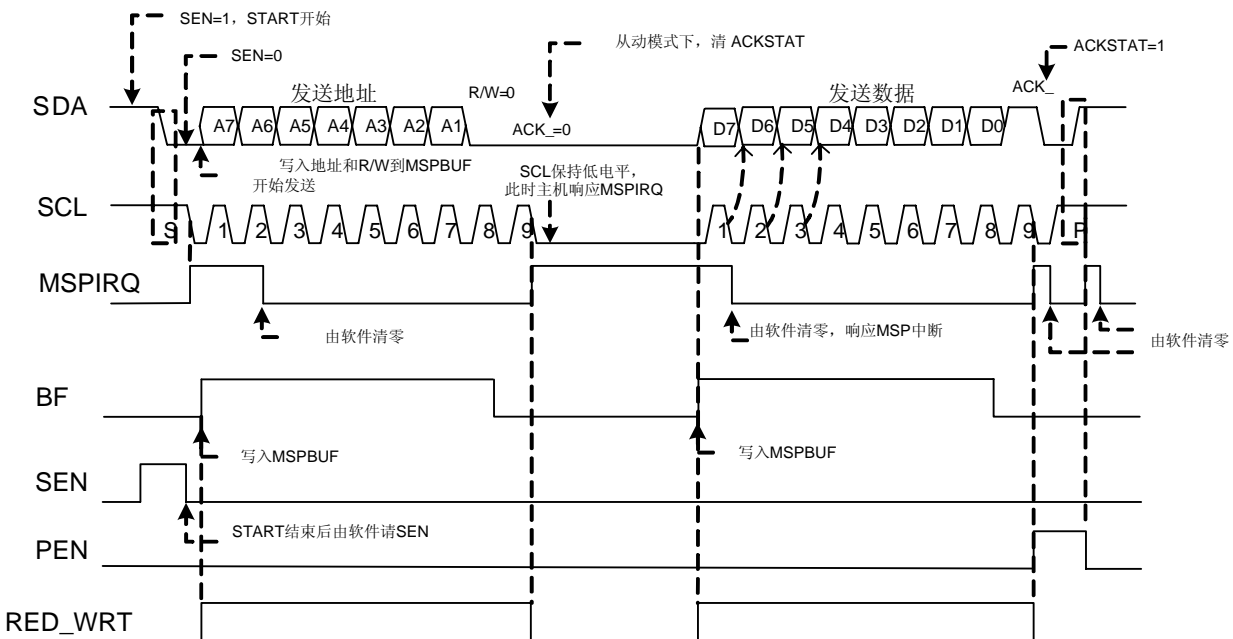 SEN=1，START开始
SEN=0
从动模式下，清 ACKSTAT
ACKSTAT=1
SDA
发送地址
R/W=0
ACK_=0
发送数据
ACK_
A7 A6 A5 A4 A3 A2 A1
D7 D6 D5 D4 D3 D2 D1 D0
写入地址和R/W到MSPBUF
开始发送
SCL保持低电平，
此时主机响应MSPIRQ
SCL
S 1 2 3 4 5 6 7 8 9 1 2 3 4 5 6 7 8 9 P
MSPIRQ
由软件清零
由软件清零，响应MSP中断
由软件清零
BF
写入MSPBUF
写入MSPBUF
SEN
START结束后由软件请SEN
PEN
RED_WRT